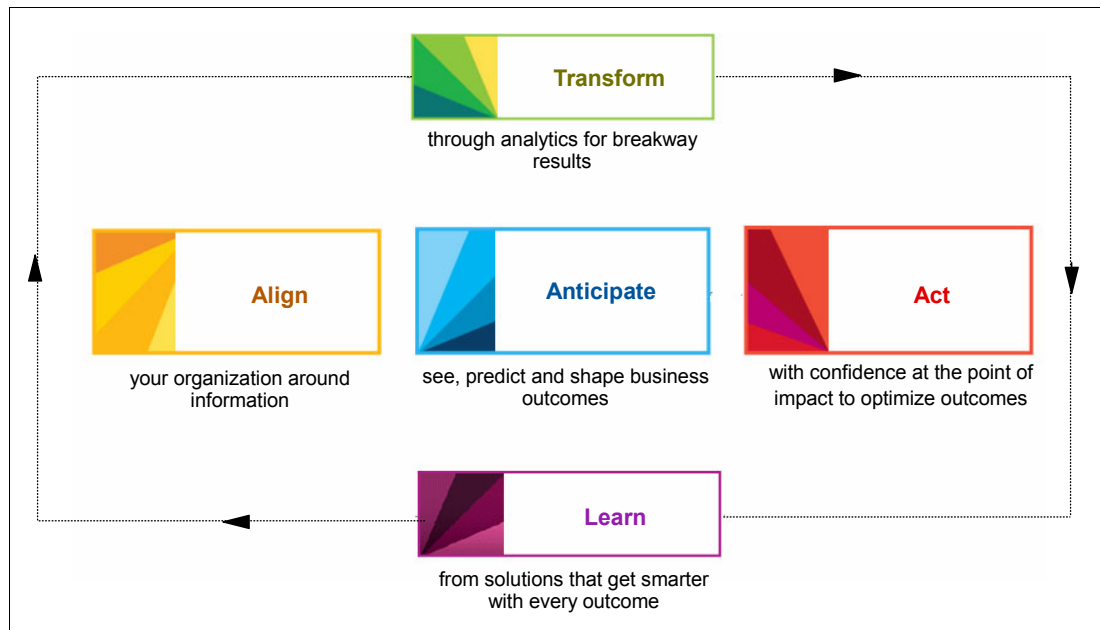 Transform
through analytics for breakway
results
Align
your organization around
information
Anticipate
see, predict and shape business
outcomes
Act
with confidence at the point of
impact to optimize outcomes
Learn
from solutions that get smarter
with every outcome